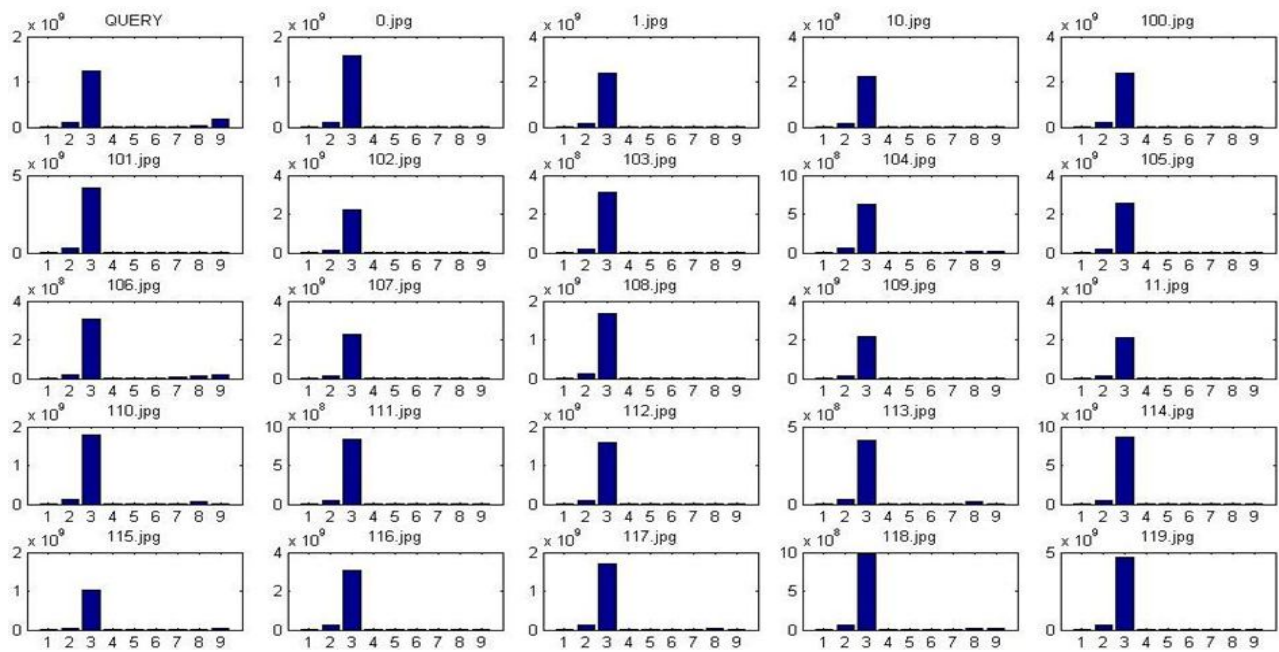 x 10^9 QUERY x 10^9 0.jpg x 10^9 1.jpg x 10^9 10.jpg x 10^9 100.jpg
2 2 4 4 4
1 1 2 2 2
0 0 0 0 0
1 2 3 4 5 6 7 8 9 1 2 3 4 5 6 7 8 9 1 2 3 4 5 6 7 8 9 1 2 3 4 5 6 7 8 9 1 2 3 4 5 6 7 8 9
x 10^9 101.jpg x 10^9 102.jpg x 10^8 103.jpg x 10^8 104.jpg x 10^9 105.jpg
5 4 4 10 4
2 2 5 2
0 0 0 0 0
1 2 3 4 5 6 7 8 9 1 2 3 4 5 6 7 8 9 1 2 3 4 5 6 7 8 9 1 2 3 4 5 6 7 8 9 1 2 3 4 5 6 7 8 9
x 10^8 106.jpg x 10^9 107.jpg x 10^9 108.jpg x 10^9 109.jpg x 10^9 11.jpg
4 4 2 4 4
2 2 1 2 2
0 0 0 0 0
1 2 3 4 5 6 7 8 9 1 2 3 4 5 6 7 8 9 1 2 3 4 5 6 7 8 9 1 2 3 4 5 6 7 8 9 1 2 3 4 5 6 7 8 9
x 10^9 110.jpg x 10^8 111.jpg x 10^9 112.jpg x 10^8 113.jpg x 10^9 114.jpg
2 10 2 5 10
1 5 1 5
0 0 0 0 0
1 2 3 4 5 6 7 8 9 1 2 3 4 5 6 7 8 9 1 2 3 4 5 6 7 8 9 1 2 3 4 5 6 7 8 9 1 2 3 4 5 6 7 8 9
x 10^9 115.jpg x 10^9 116.jpg x 10^9 117.jpg x 10^8 118.jpg x 10^9 119.jpg
2 4 2 10 5
1 2 1 5
0 0 0 0 0
1 2 3 4 5 6 7 8 9 1 2 3 4 5 6 7 8 9 1 2 3 4 5 6 7 8 9 1 2 3 4 5 6 7 8 9 1 2 3 4 5 6 7 8 9